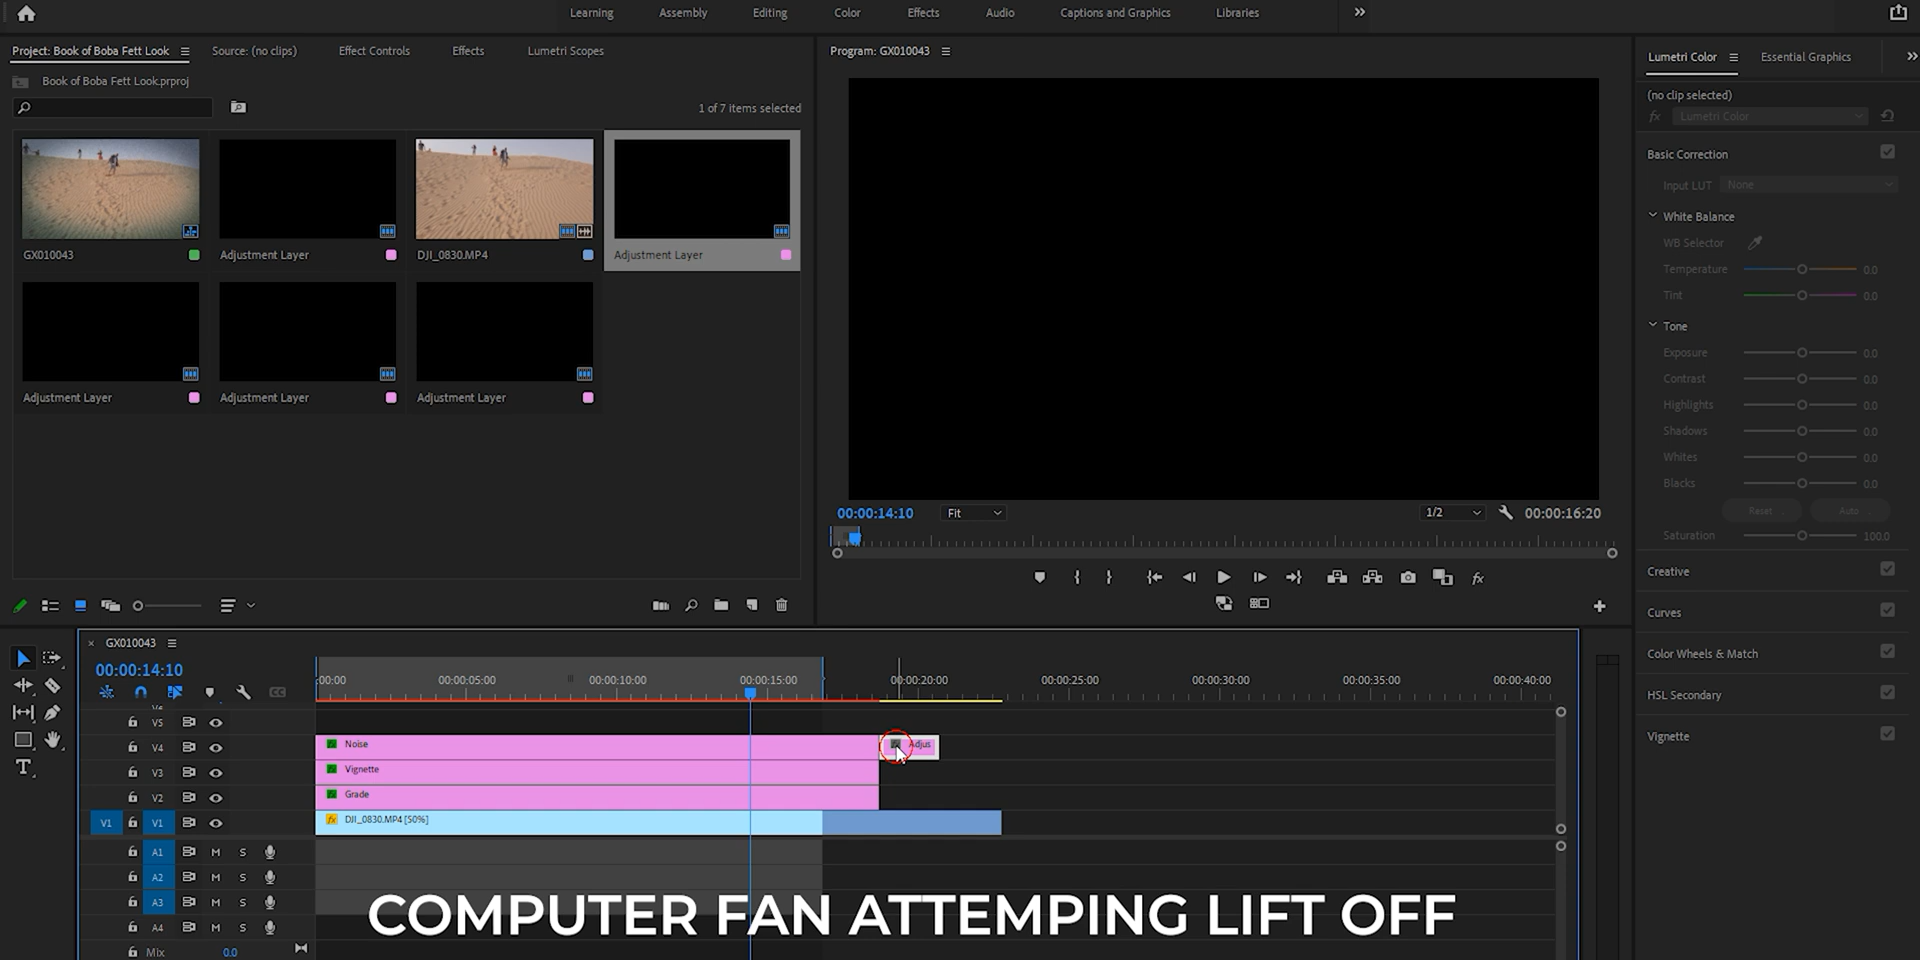 Learning Assembly Editing Color Effects Audio Captions and Graphics Libraries
Project: Book of Boba Fett Look Source: (no clips) Effect Controls Effects Lumetri Scopes
Book of Boba Fett Look.prproj
1 of 7 items selected
GX010043 Adjustment Layer DJI_0830.MP4 Adjustment Layer
Adjustment Layer Adjustment Layer Adjustment Layer
Program: GX010043
00:00:14:10 Fit 1/2 00:00:16:20
Lumetri Color Essential Graphics
(no clip selected)
fx Lumetri Color
Basic Correction
Input LUT None
White Balance
WB Selector
Temperature 0.0
Tint 0.0
Tone
Exposure 0.0
Contrast 0.0
Highlights 0.0
Shadows 0.0
Whites 0.0
Blacks 0.0
Reset Auto
Saturation 100.0
Creative
Curves
Color Wheels & Match
HSL Secondary
Vignette
GX010043
00:00:14:10
:00:00 00:00:05:00 00:00:10:00 00:00:15:00 00:00:20:00 00:00:25:00 00:00:30:00 00:00:35:00 00:00:40:00
V5
V4 Noise Adjus
V3 Vignette
V2 Grade
V1 V1 fx DJI_0830.MP4 [50%]
A1 M S
A2 M S
A3 M S
A4 M S
Mix 0.0
COMPUTER FAN ATTEMPING LIFT OFF